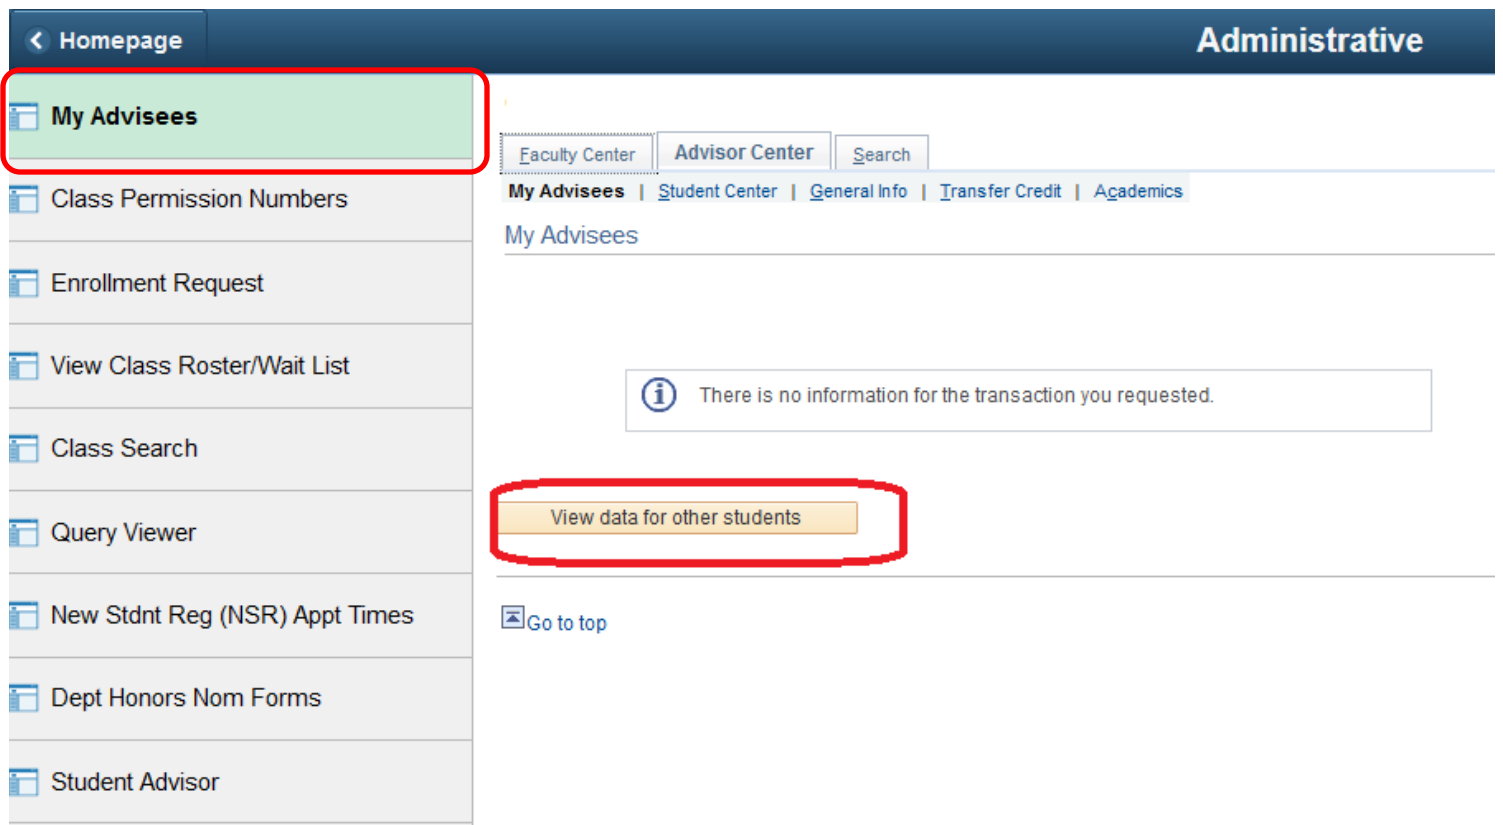 Homepage
Administrative
My Advisees
Class Permission Numbers
Enrollment Request
View Class Roster/Wait List
Class Search
Query Viewer
New Stdnt Reg (NSR) Appt Times
Dept Honors Nom Forms
Student Advisor
Faculty Center
Advisor Center
Search
My Advisees | Student Center | General Info | Transfer Credit | Academics
My Advisees
There is no information for the transaction you requested.
View data for other students
Go to top